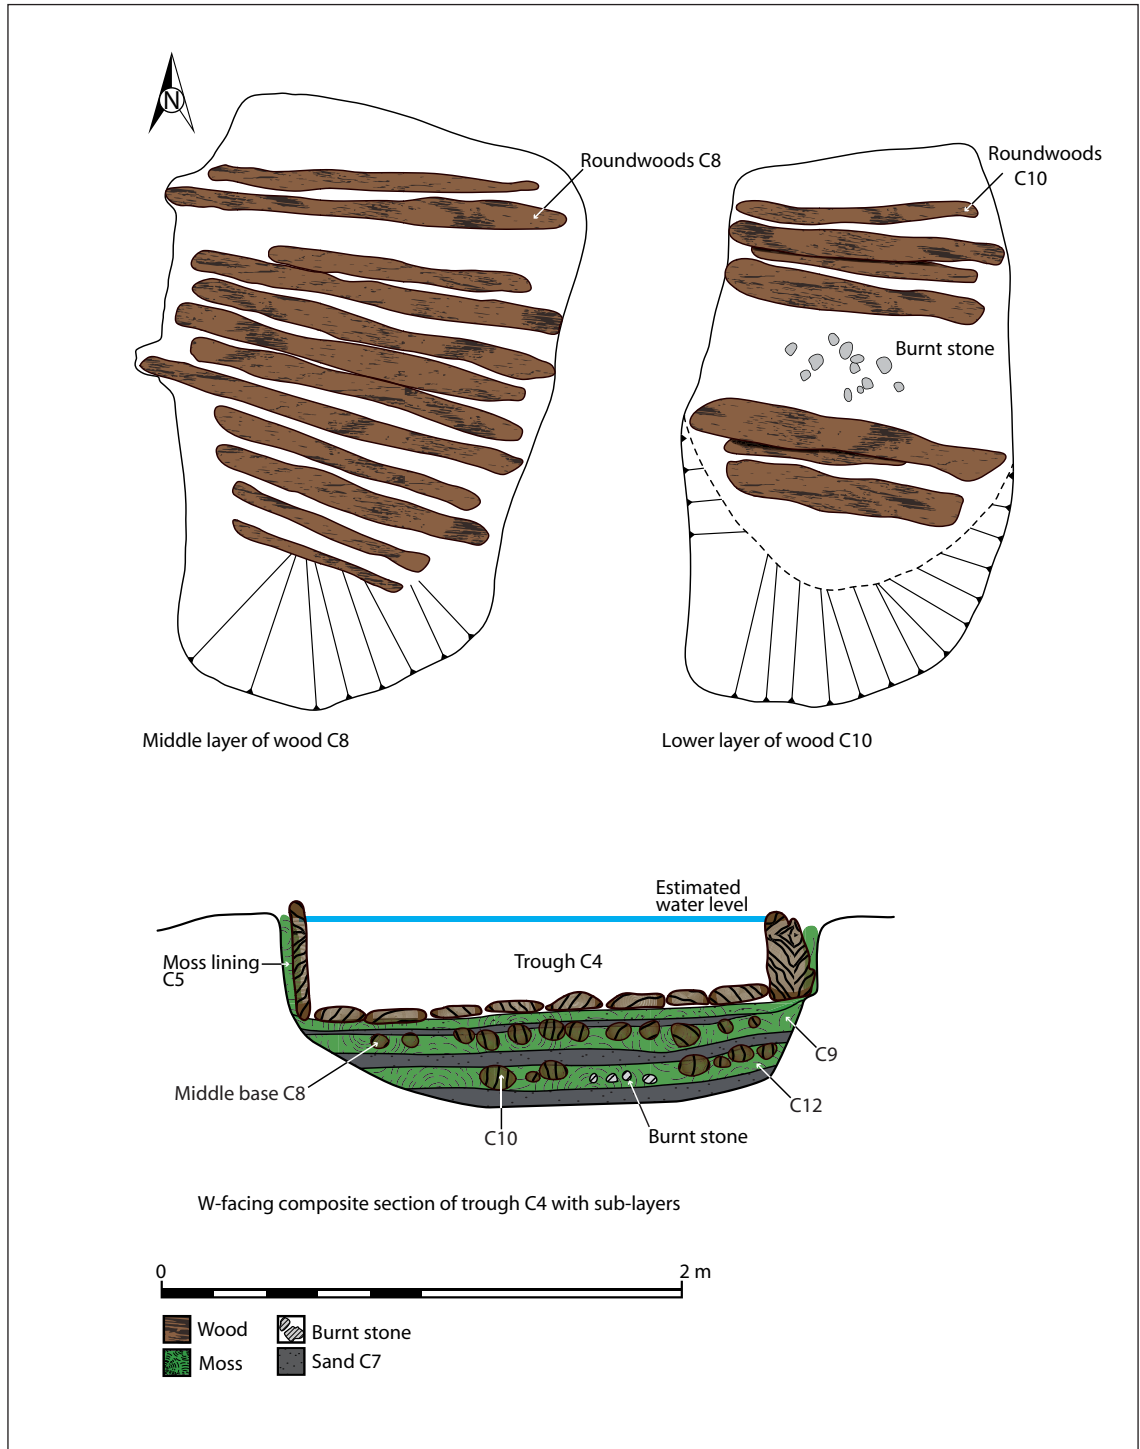 N
Roundwoods C8
Roundwoods
C10
Burnt stone
Middle layer of wood C8
Lower layer of wood C10
Estimated
water level
Moss lining
C5
Trough C4
C9
Middle base C8
C12
C10
Burnt stone
W-facing composite section of trough C4 with sub-layers
0
2 m
Wood
Burnt stone
Moss
Sand C7